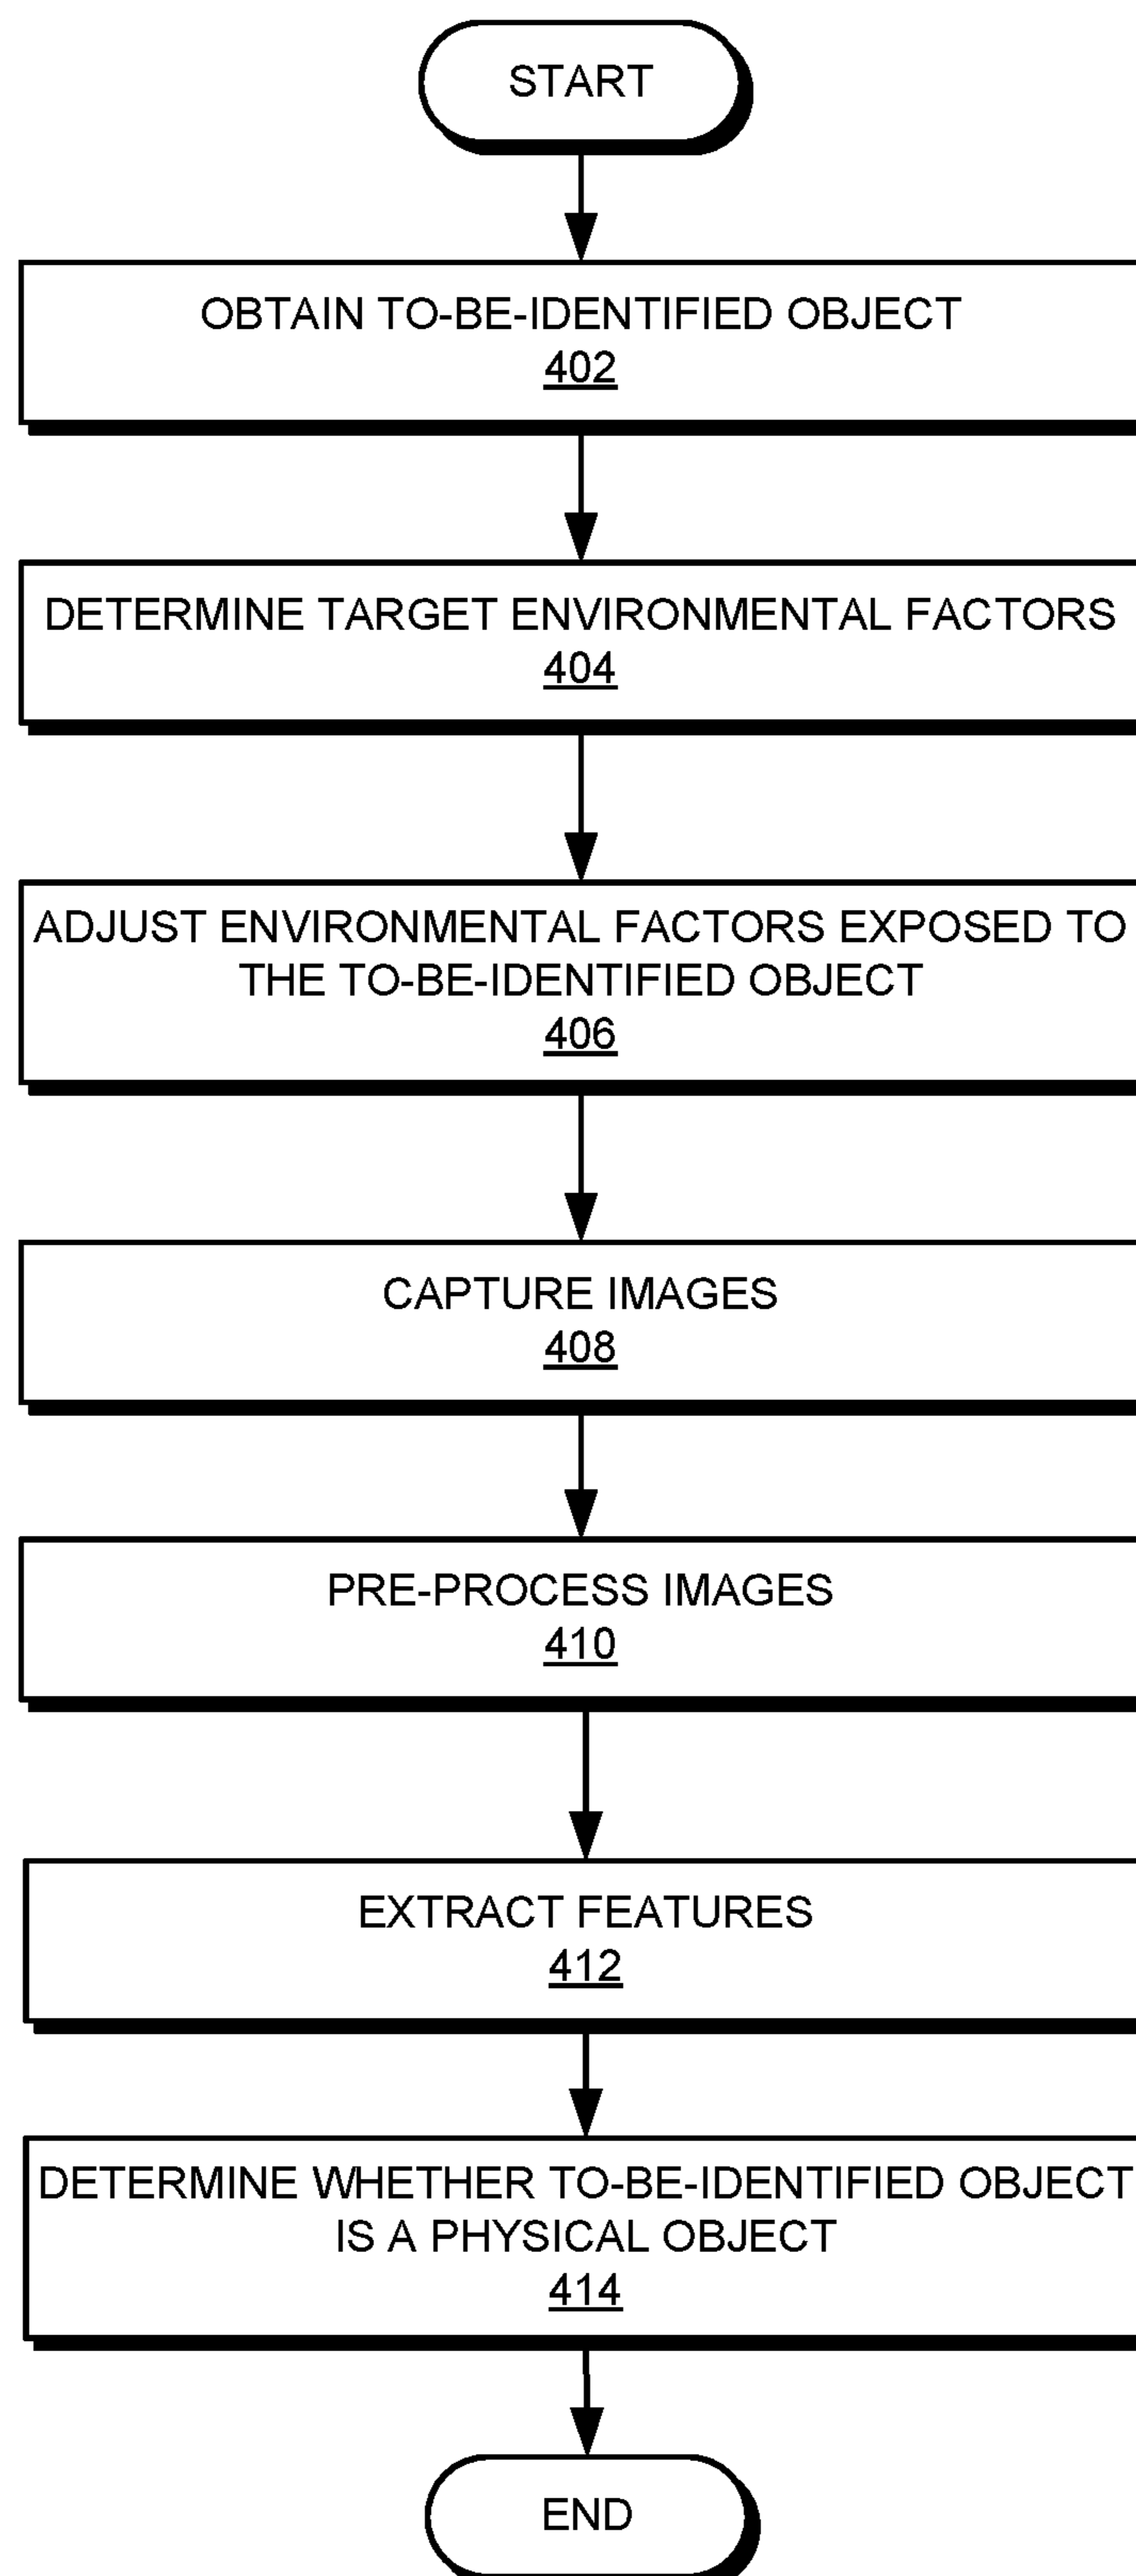 START
OBTAIN TO-BE-IDENTIFIED OBJECT
402
DETERMINE TARGET ENVIRONMENTAL FACTORS
404
ADJUST ENVIRONMENTAL FACTORS EXPOSED TO
THE TO-BE-IDENTIFIED OBJECT
406
CAPTURE IMAGES
408
PRE-PROCESS IMAGES
410
EXTRACT FEATURES
412
DETERMINE WHETHER TO-BE-IDENTIFIED OBJECT
IS A PHYSICAL OBJECT
414
END